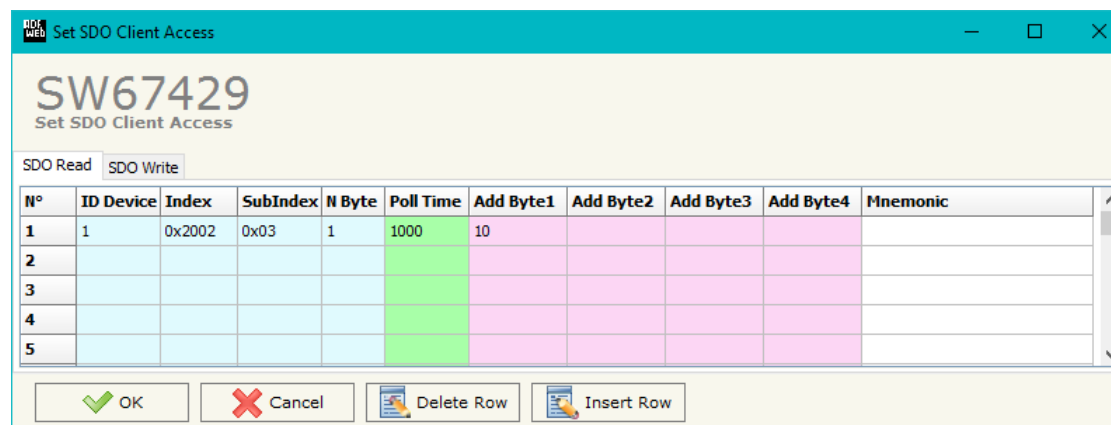 ADF WEB Set SDO Client Access
SW67429
Set SDO Client Access
SDO Read SDO Write
N° ID Device Index SubIndex N Byte Poll Time Add Byte1 Add Byte2 Add Byte3 Add Byte4 Mnemonic
1 1 0x2002 0x03 1 1000 10
2
3
4
5
OK Cancel Delete Row Insert Row